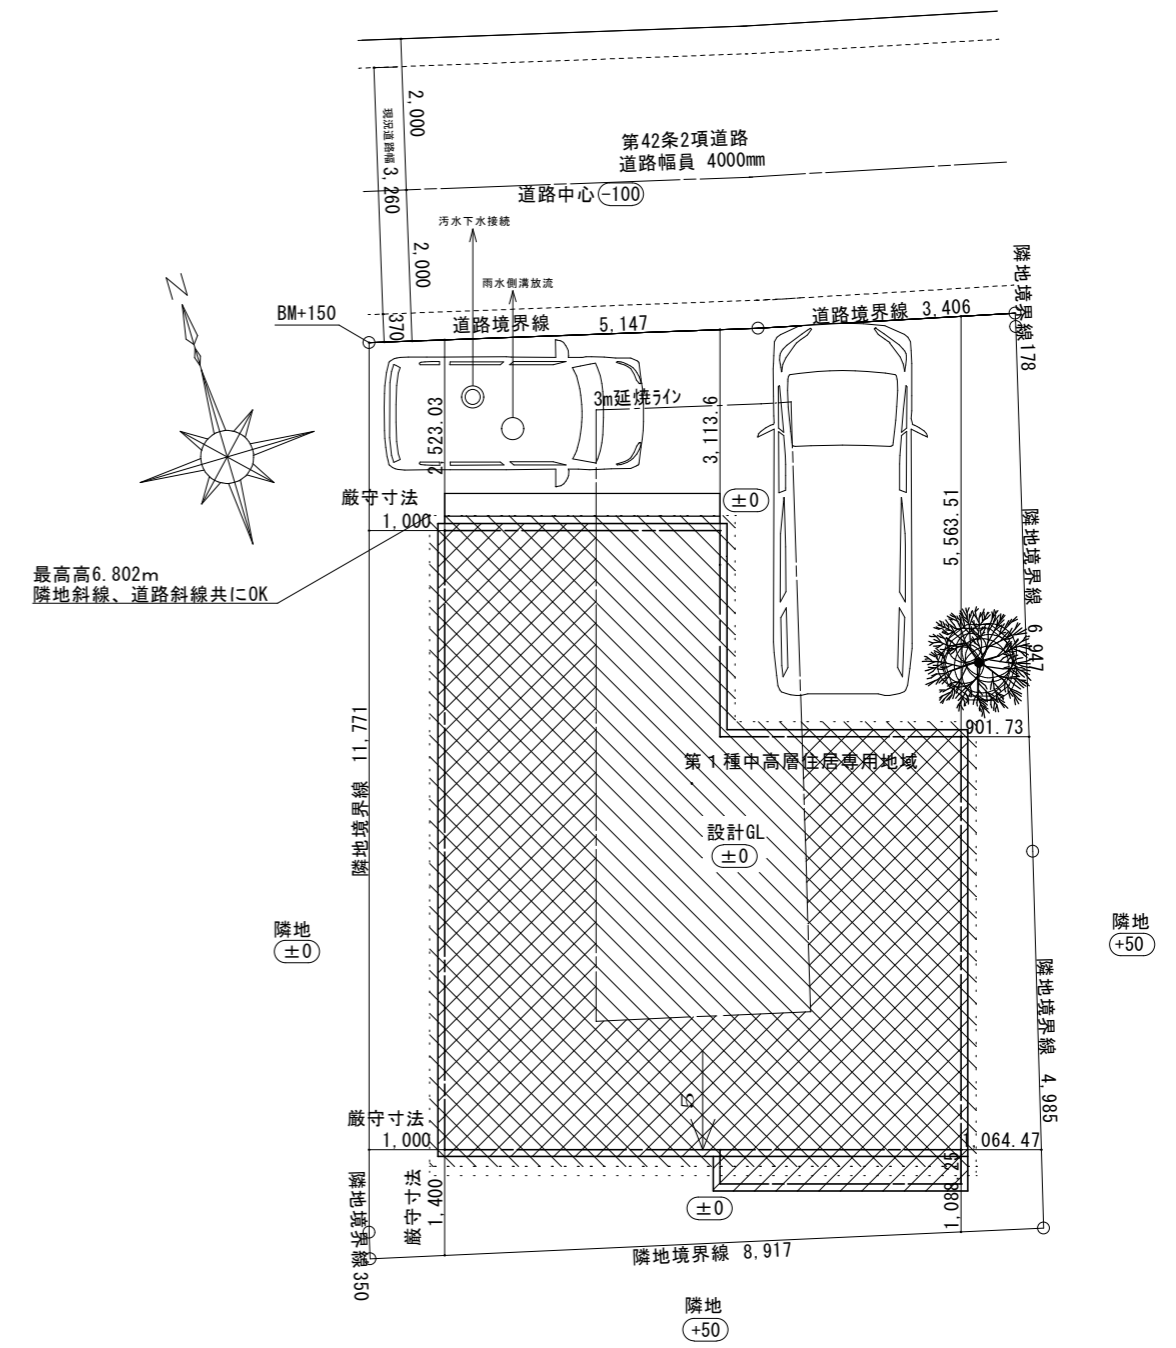 2,000
現況道路幅 3,260
第42条2項道路
道路幅員 4000mm
道路中心 -100
汚水下水接続
2,000
雨水側溝放流
N
BM+150
370
道路境界線 5,147
道路境界線 3,406
隣地境界線 178
3m延焼ライン
2,523.03
3,113.6
±0
5,563.51
隣地境界線 6,947
厳守寸法
1,000
最高高6.802m
隣地斜線、道路斜線共にOK
901.73
第1種中高層住居専用地域
隣地境界線 11,771
設計GL
±0
隣地
±0
隣地
+50
隣地境界線 4,985
5
厳守寸法
1,000
1,064.47
厳守寸法 1,400
1,088.25
隣地境界線 350
±0
隣地境界線 8,917
隣地
+50